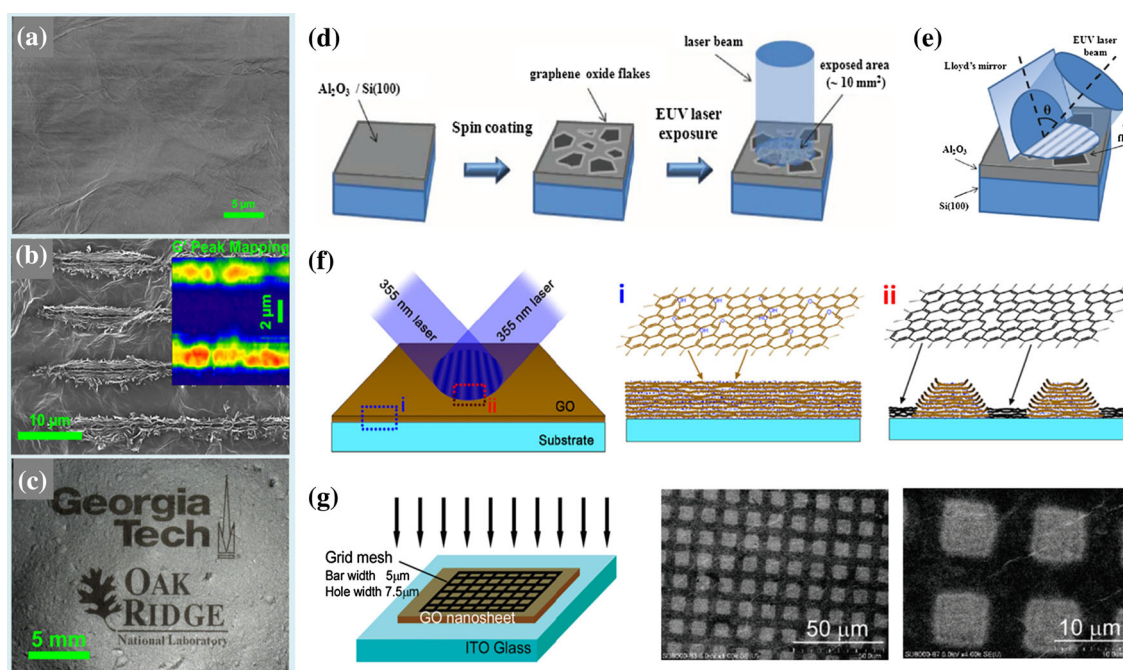 (a)
5 µm
(b)
G' Peak Mapping
2 µm
10 µm
(c)
Georgia
Tech
OAK
RIDGE
National Laboratory
5 mm
(d)
Al2O3 / Si(100)
Spin coating
graphene oxide flakes
EUV laser
exposure
laser beam
exposed area
(~ 10 mm2)
(e)
EUV laser
beam
Lloyd's mirror
θ
Al2O3
Si(100)
(f)
355 nm laser
355 nm laser
i
ii
GO
Substrate
i
OH
OH
OH
ii
(g)
Grid mesh
Bar width 5µm
Hole width 7.5µm
GO nanosheet
ITO Glass
50 µm
10 µm